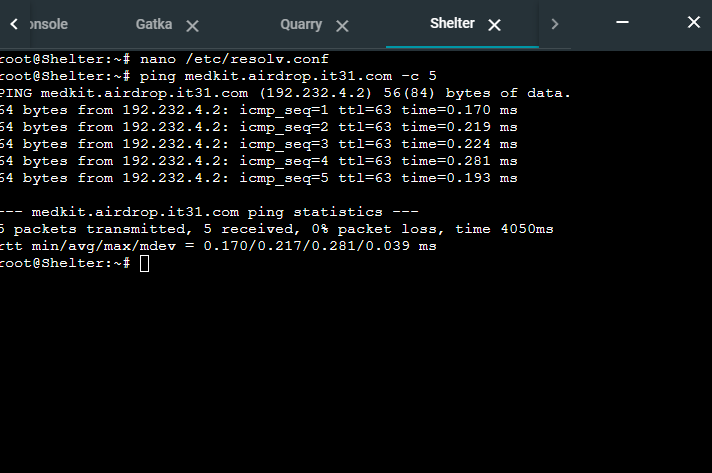 onsole Gatka Quarry Shelter
root@Shelter:~# nano /etc/resolv.conf
root@Shelter:~# ping medkit.airdrop.it31.com -c 5
PING medkit.airdrop.it31.com (192.232.4.2) 56(84) bytes of data.
64 bytes from 192.232.4.2: icmp_seq=1 ttl=63 time=0.170 ms
64 bytes from 192.232.4.2: icmp_seq=2 ttl=63 time=0.219 ms
64 bytes from 192.232.4.2: icmp_seq=3 ttl=63 time=0.224 ms
64 bytes from 192.232.4.2: icmp_seq=4 ttl=63 time=0.281 ms
64 bytes from 192.232.4.2: icmp_seq=5 ttl=63 time=0.193 ms
--- medkit.airdrop.it31.com ping statistics ---
5 packets transmitted, 5 received, 0% packet loss, time 4050ms
rtt min/avg/max/mdev = 0.170/0.217/0.281/0.039 ms
root@Shelter:~#